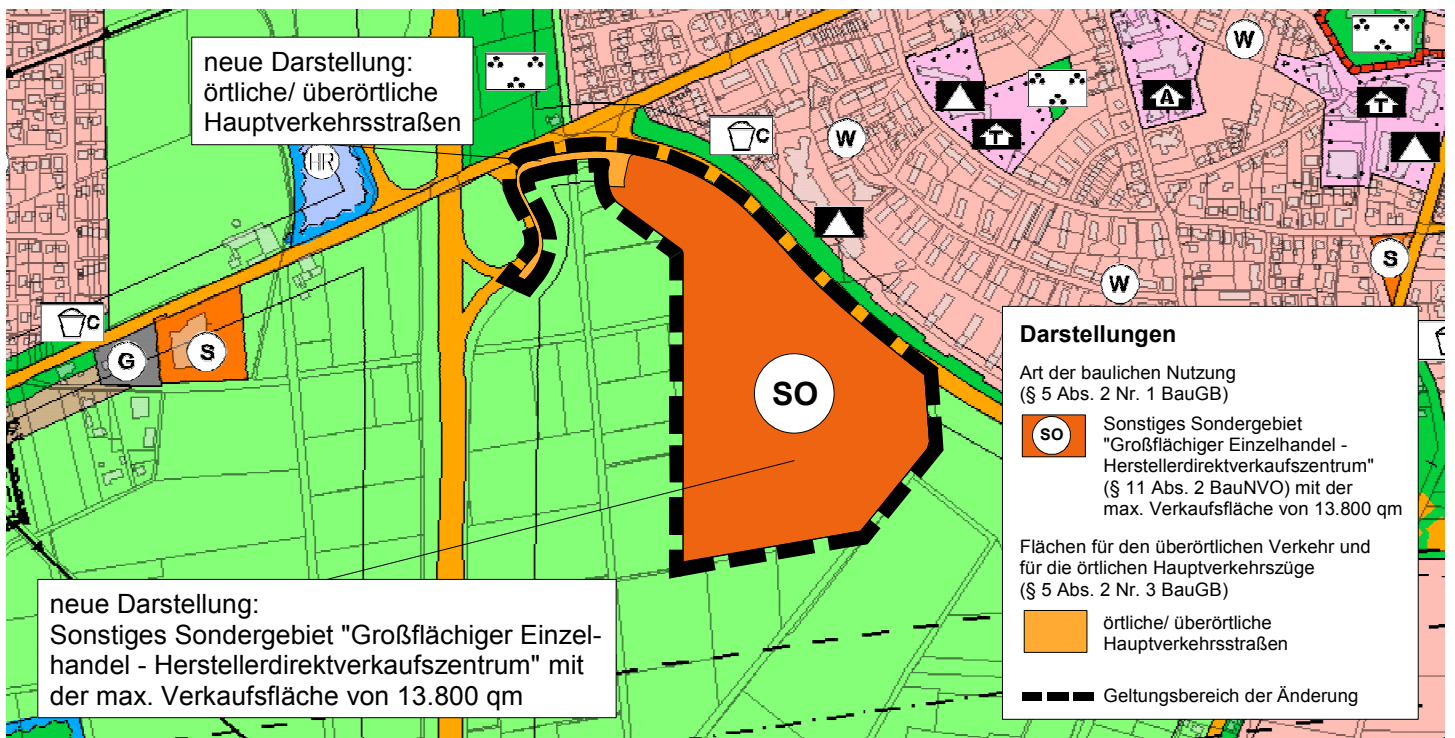 neue Darstellung:
örtliche/ überörtliche
Hauptverkehrsstraßen
HR
C
W
W
A
T
T
W
S
C
G
S
SO
neue Darstellung:
Sonstiges Sondergebiet "Großflächiger Einzel-
handel - Herstellerdirektverkaufszentrum" mit
der max. Verkaufsfläche von 13.800 qm
Darstellungen
Art der baulichen Nutzung
(§ 5 Abs. 2 Nr. 1 BauGB)
SO
Sonstiges Sondergebiet
"Großflächiger Einzelhandel -
Herstellerdirektverkaufszentrum"
(§ 11 Abs. 2 BauNVO) mit der
max. Verkaufsfläche von 13.800 qm
Flächen für den überörtlichen Verkehr und
für die örtlichen Hauptverkehrszüge
(§ 5 Abs. 2 Nr. 3 BauGB)
örtliche/ überörtliche
Hauptverkehrsstraßen
Geltungsbereich der Änderung